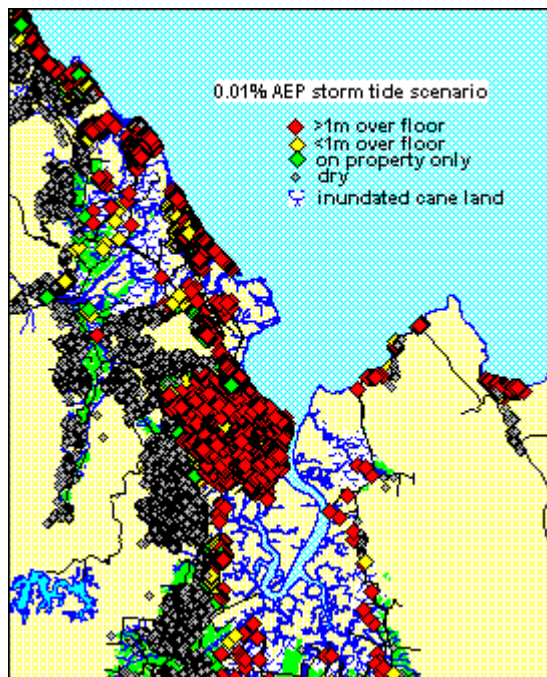 0.01% AEP storm tide scenario
>1m over floor
<1m over floor
on property only
dry
inundated cane land